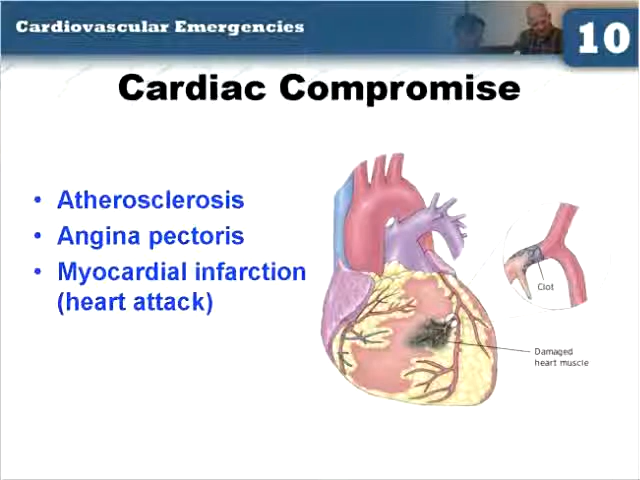 Cardiovascular Emergencies
10
Cardiac Compromise
• Atherosclerosis
• Angina pectoris
• Myocardial infarction
(heart attack)
Clot
Damaged
heart muscle